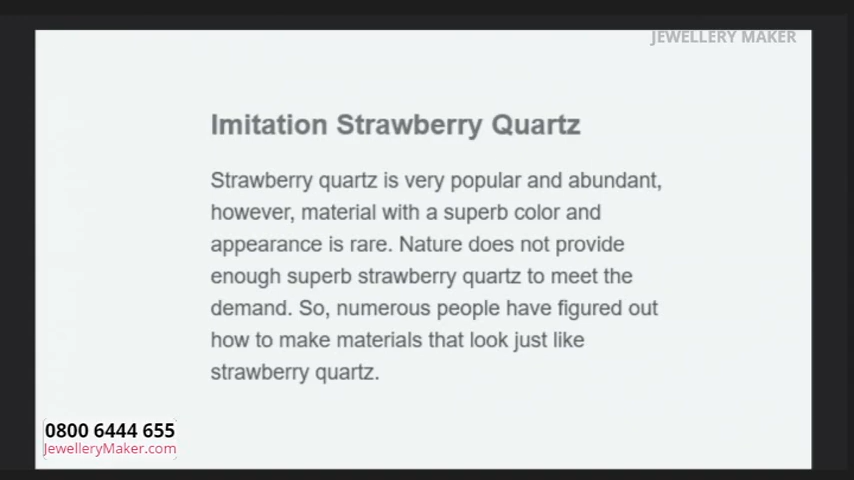 JEWELLERY MAKER
Imitation Strawberry Quartz
Strawberry quartz is very popular and abundant,
however, material with a superb color and
appearance is rare. Nature does not provide
enough superb strawberry quartz to meet the
demand. So, numerous people have figured out
how to make materials that look just like
strawberry quartz.
0800 6444 655
JewelleryMaker.com